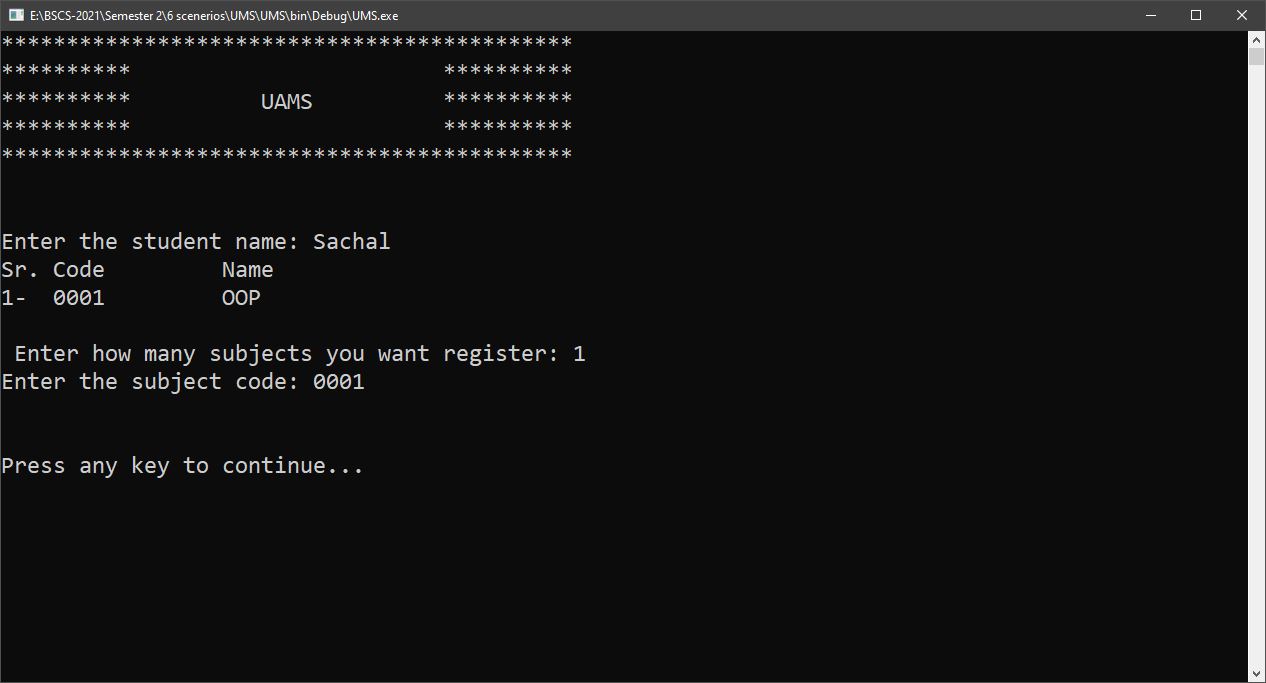 E:\BSCS-2021\Semester 2\6 scenerios\UMS\UMS\bin\Debug\UMS.exe
********************************************
**********                        **********
**********          UAMS          **********
**********                        **********
********************************************
Enter the student name: Sachal
Sr. Code         Name
1-  0001         OOP
 Enter how many subjects you want register: 1
Enter the subject code: 0001
Press any key to continue...